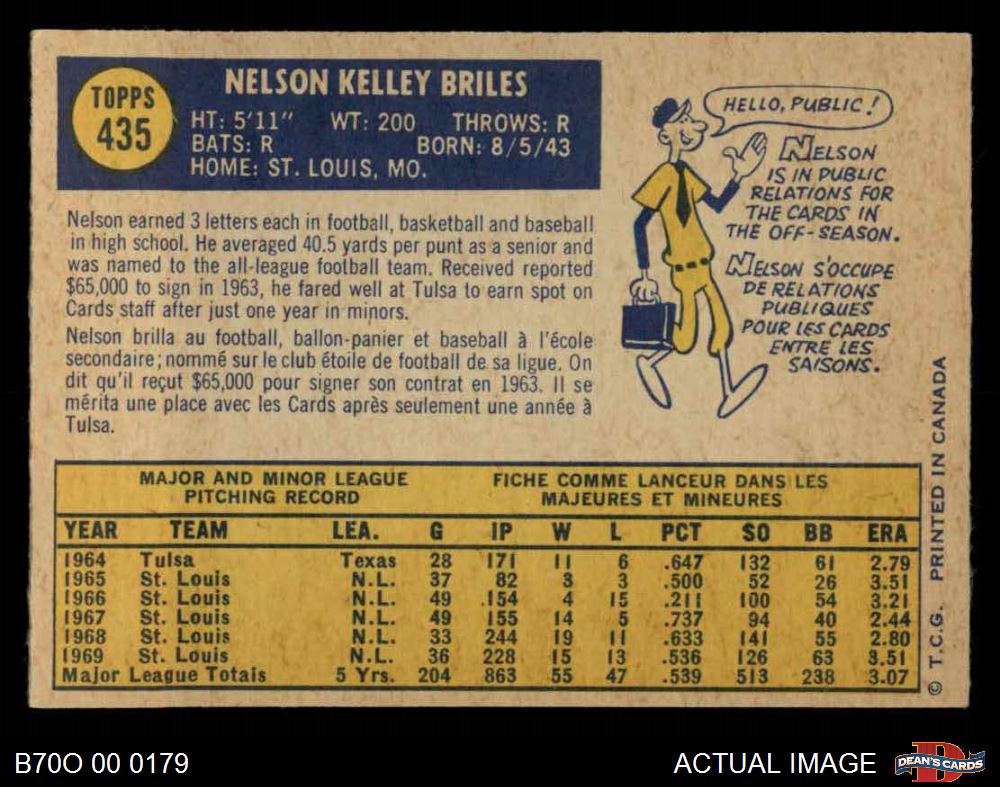 TOPPS
435
NELSON KELLEY BRILES
HT: 5'11" WT: 200 THROWS: R
BATS: R BORN: 8/5/43
HOME: ST. LOUIS, MO.
Nelson earned 3 letters each in football, basketball and baseball
in high school. He averaged 40.5 yards per punt as a senior and
was named to the all-league football team. Received reported
$65,000 to sign in 1963, he fared well at Tulsa to earn spot on
Cards staff after just one year in minors.
Nelson brilla au football, ballon-panier et baseball à l'école
secondaire; nommé sur le club étoile de football de sa ligue. On
dit qu'il reçut $65,000 pour signer son contrat en 1963. Il se
mérita une place avec les Cards après seulement une année à
Tulsa.
HELLO, PUBLIC!
NELSON
IS IN PUBLIC
RELATIONS FOR
THE CARDS IN
THE OFF-SEASON.
NELSON S'OCCUPE
DE RELATIONS
PUBLIQUES
POUR LES CARDS
ENTRE LES
SAISONS.
MAJOR AND MINOR LEAGUE
PITCHING RECORD
FICHE COMME LANCEUR DANS LES
MAJEURES ET MINEURES
YEAR TEAM LEA. G IP W L PCT SO BB ERA
1964 Tulsa Texas 28 171 11 6 .647 132 61 2.79
1965 St. Louis N.L. 37 82 3 3 .500 52 26 3.51
1966 St. Louis N.L. 49 154 4 15 .211 100 54 3.21
1967 St. Louis N.L. 49 155 14 5 .737 94 40 2.44
1968 St. Louis N.L. 33 244 19 11 .633 141 55 2.80
1969 St. Louis N.L. 36 228 15 13 .536 126 63 3.51
Major League Totals 5 Yrs. 204 863 55 47 .539 513 238 3.07
© T.C.G. PRINTED IN CANADA
B70O 00 0179
ACTUAL IMAGE
DEAN'S CARDS